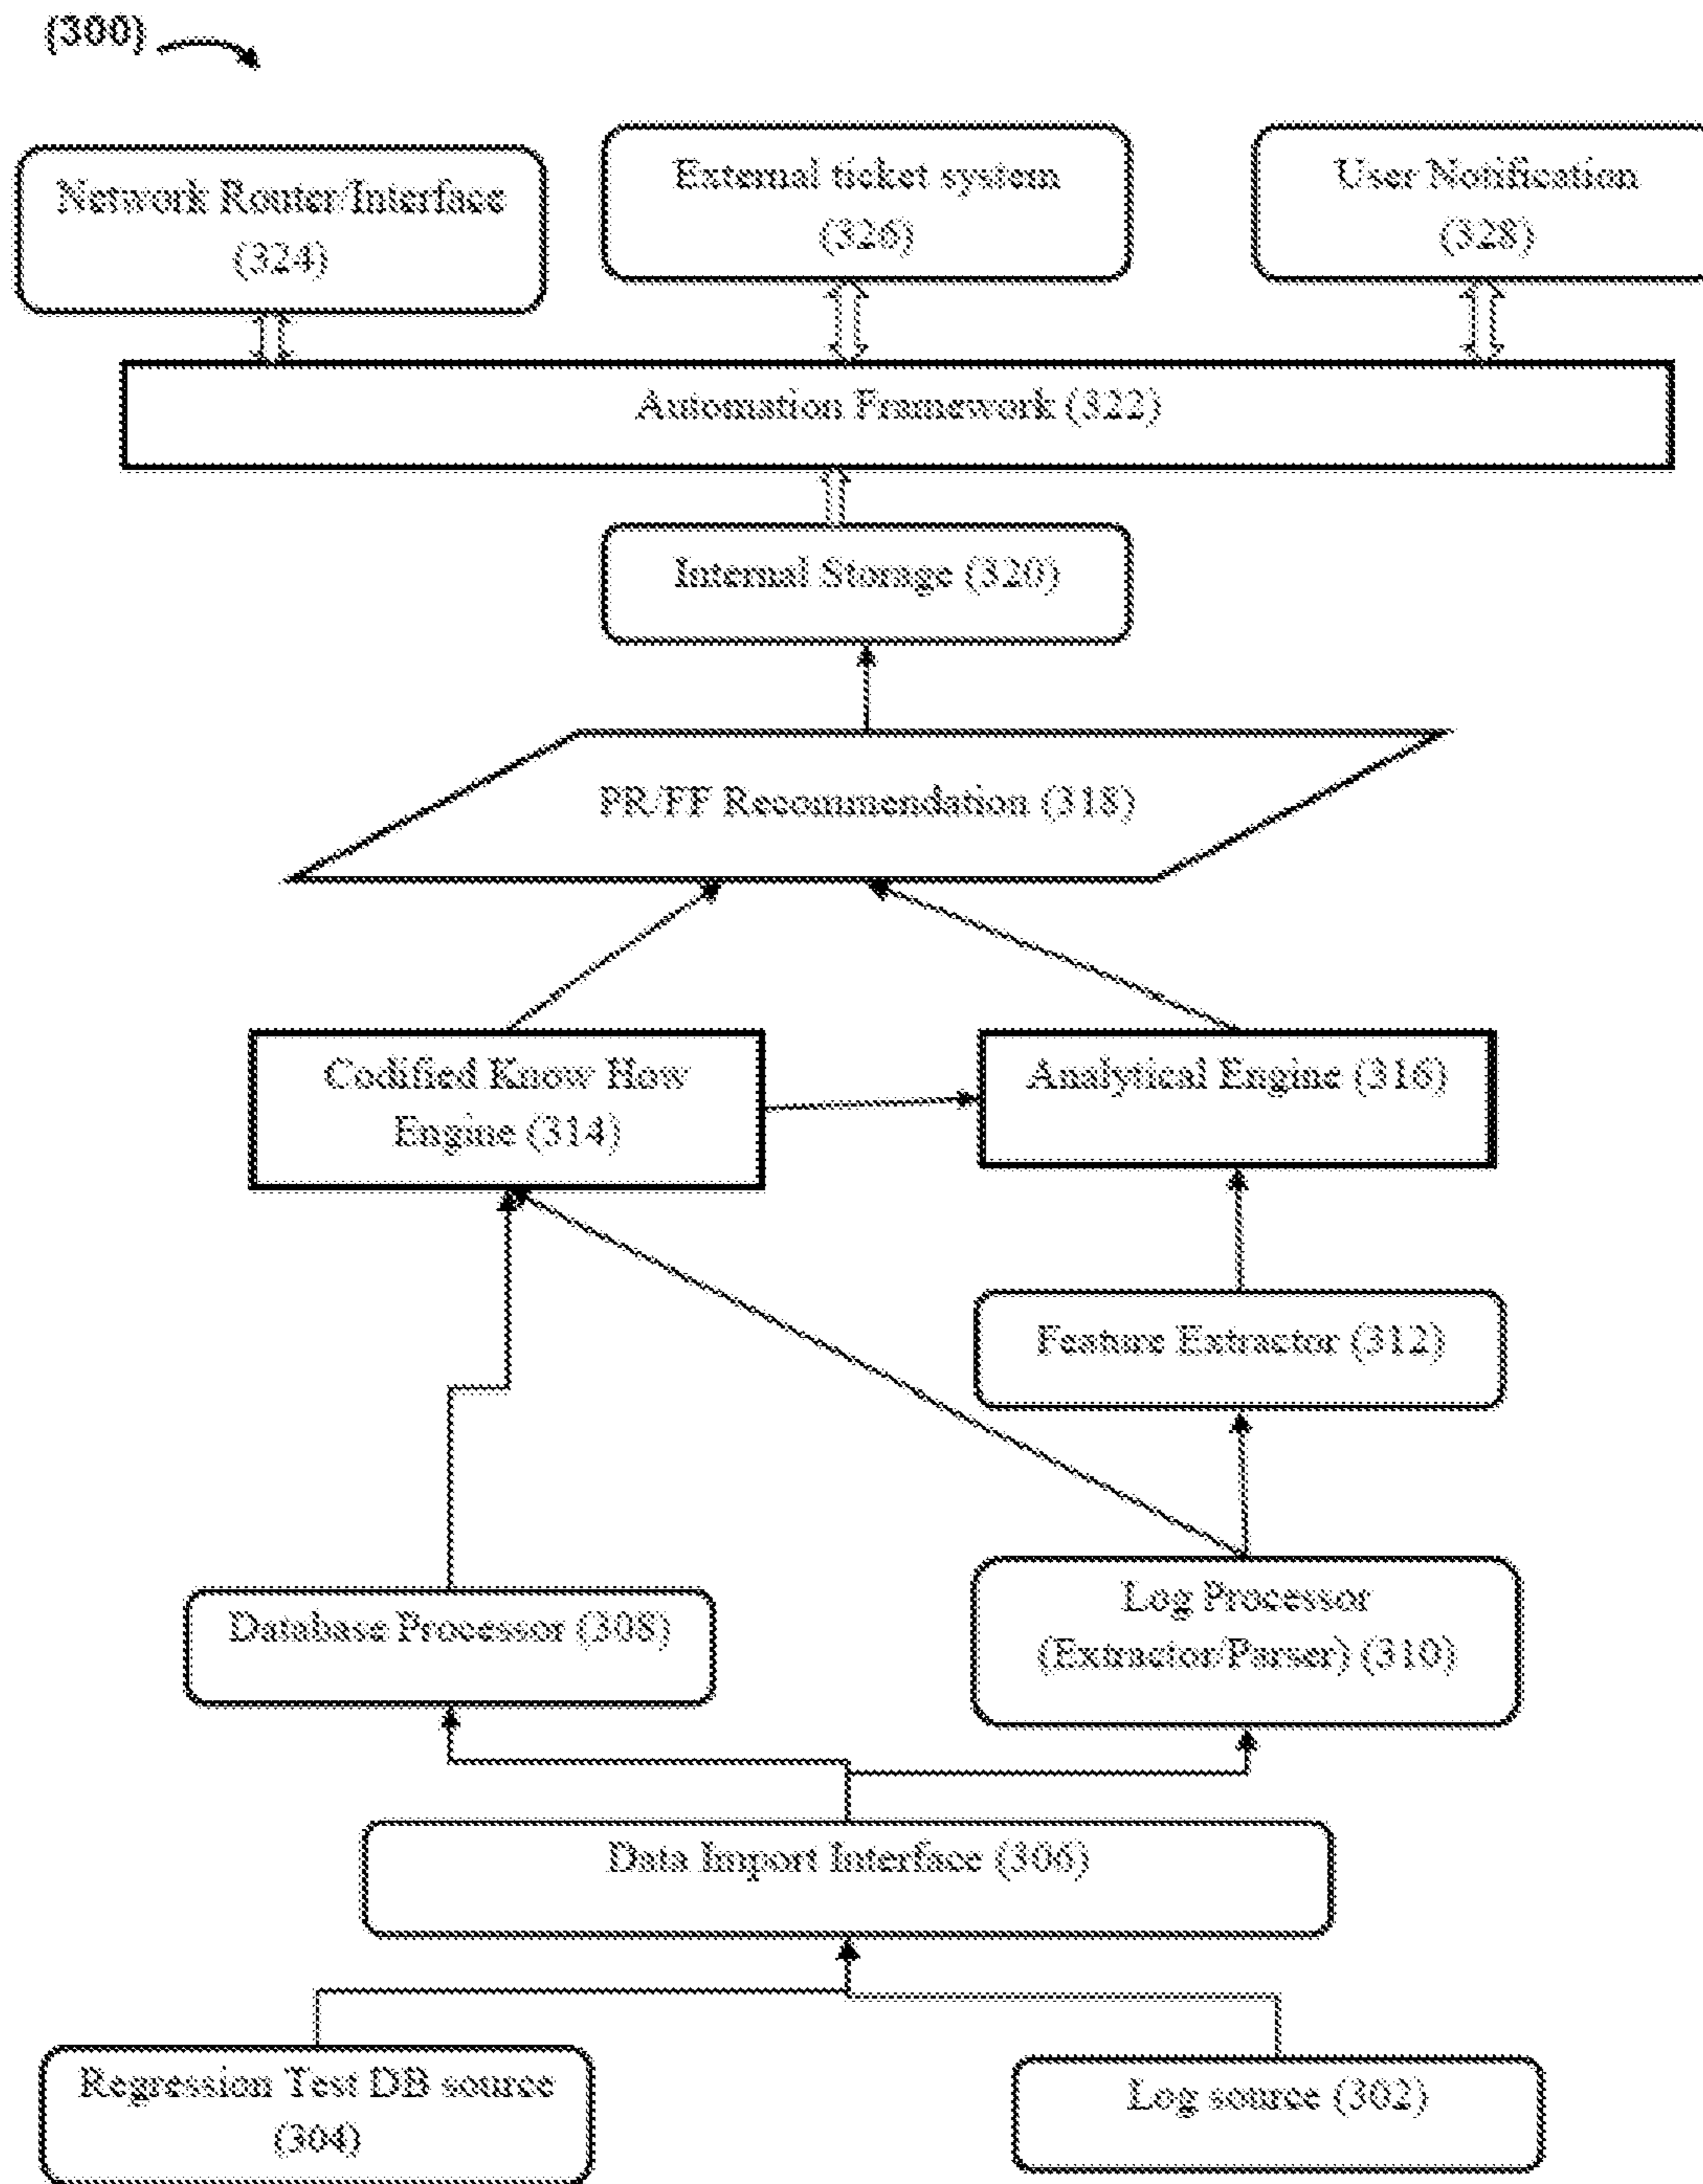 (300)
Network Router/Interface
(324)
External ticket system
(326)
User Notification
(328)
Automation Framework (322)
Internal Storage (320)
PR/FF Recommendation (318)
Codified Know How
Engine (314)
Analytical Engine (316)
Feature Extractor (312)
Database Processor (308)
Log Processor
(Extractor/Parser) (310)
Data Import Interface (306)
Regression Test DB source
(304)
Log source (302)